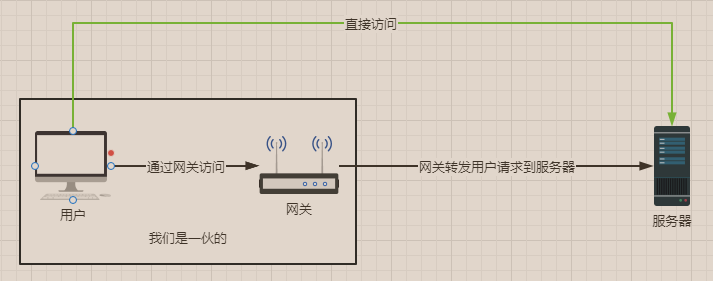 直接访问
通过网关访问
网关转发用户请求到服务器
用户
网关
服务器
我们是一伙的